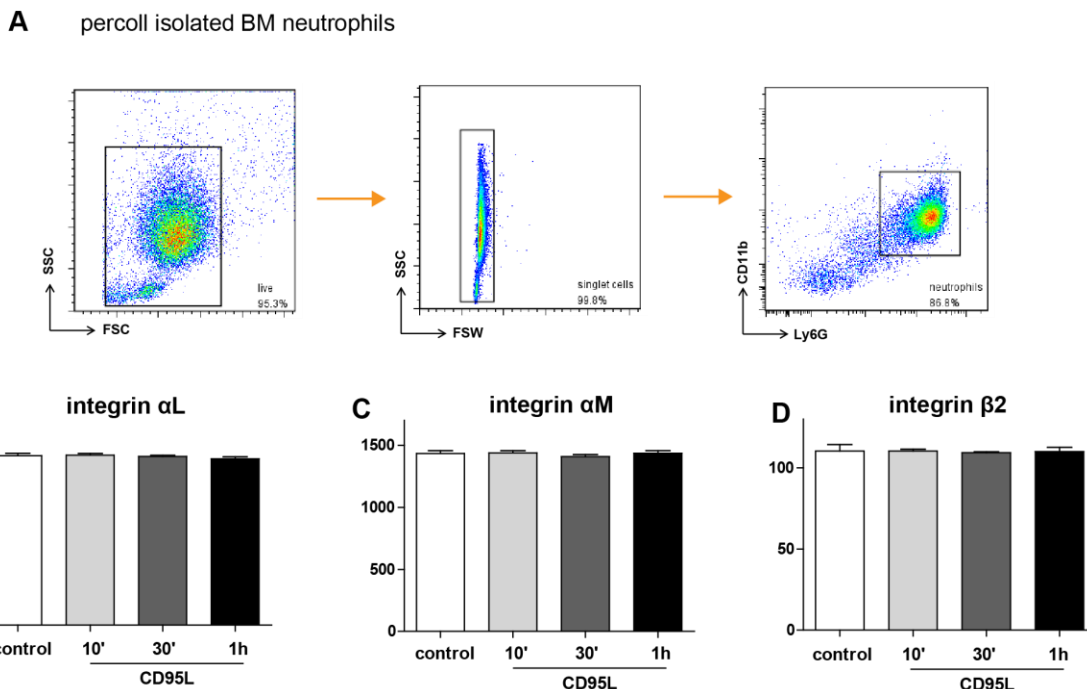 A percoll isolated BM neutrophils
SSC
live
95.3%
FSC
SSC
singlet cells
99.8%
FSW
CD11b
neutrophils
86.8%
Ly6G
integrin αL
control 10' 30' 1h
CD95L
C integrin αM
1500
1000
500
0
control 10' 30' 1h
CD95L
D integrin β2
100
50
0
control 10' 30' 1h
CD95L